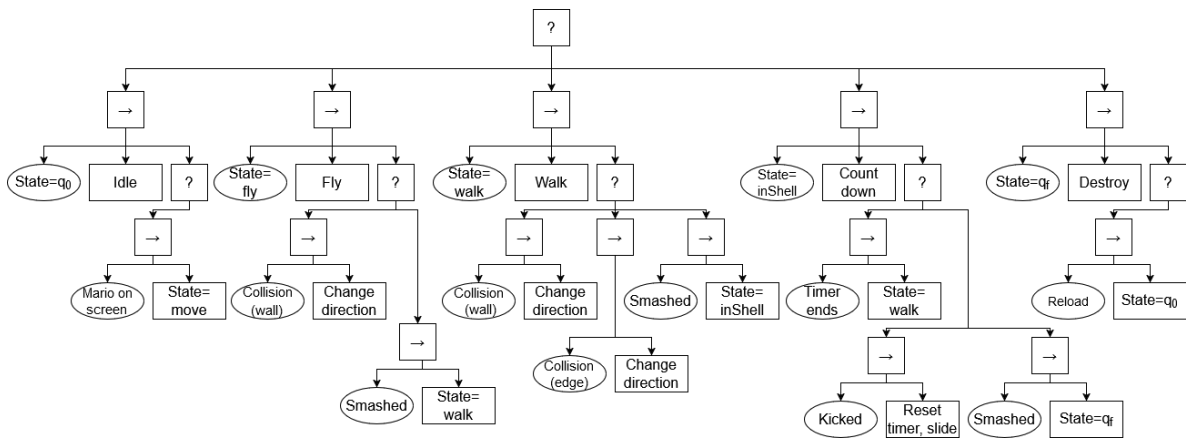 ?
→
→
→
→
→
State=q₀
Idle
?
State=
fly
Fly
?
State=
walk
Walk
?
State=
inShell
Count
down
?
State=q_f
Destroy
?
→
→
→
→
→
→
→
Mario on
screen
State=
move
Collision
(wall)
Change
direction
Collision
(wall)
Change
direction
Smashed
State=
inShell
Timer
ends
State=
walk
Reload
State=q₀
→
Collision
(edge)
Change
direction
→
→
Smashed
State=
walk
Kicked
Reset
timer, slide
Smashed
State=q_f